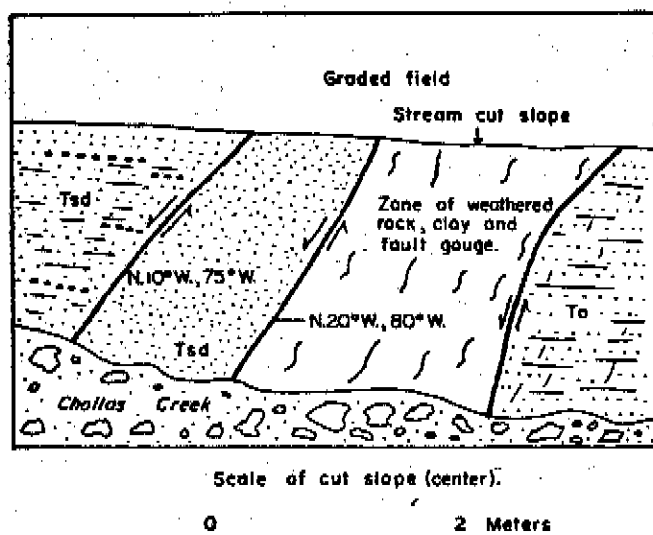 Graded field
Stream cut slope
Tsd
Zone of weathered
rock, clay and
fault gouge.
N.10°W., 75°W.
To
N.20°W., 80°W.
Tsd
Chollas Creek
Scale of cut slope (center).
0 2 Meters